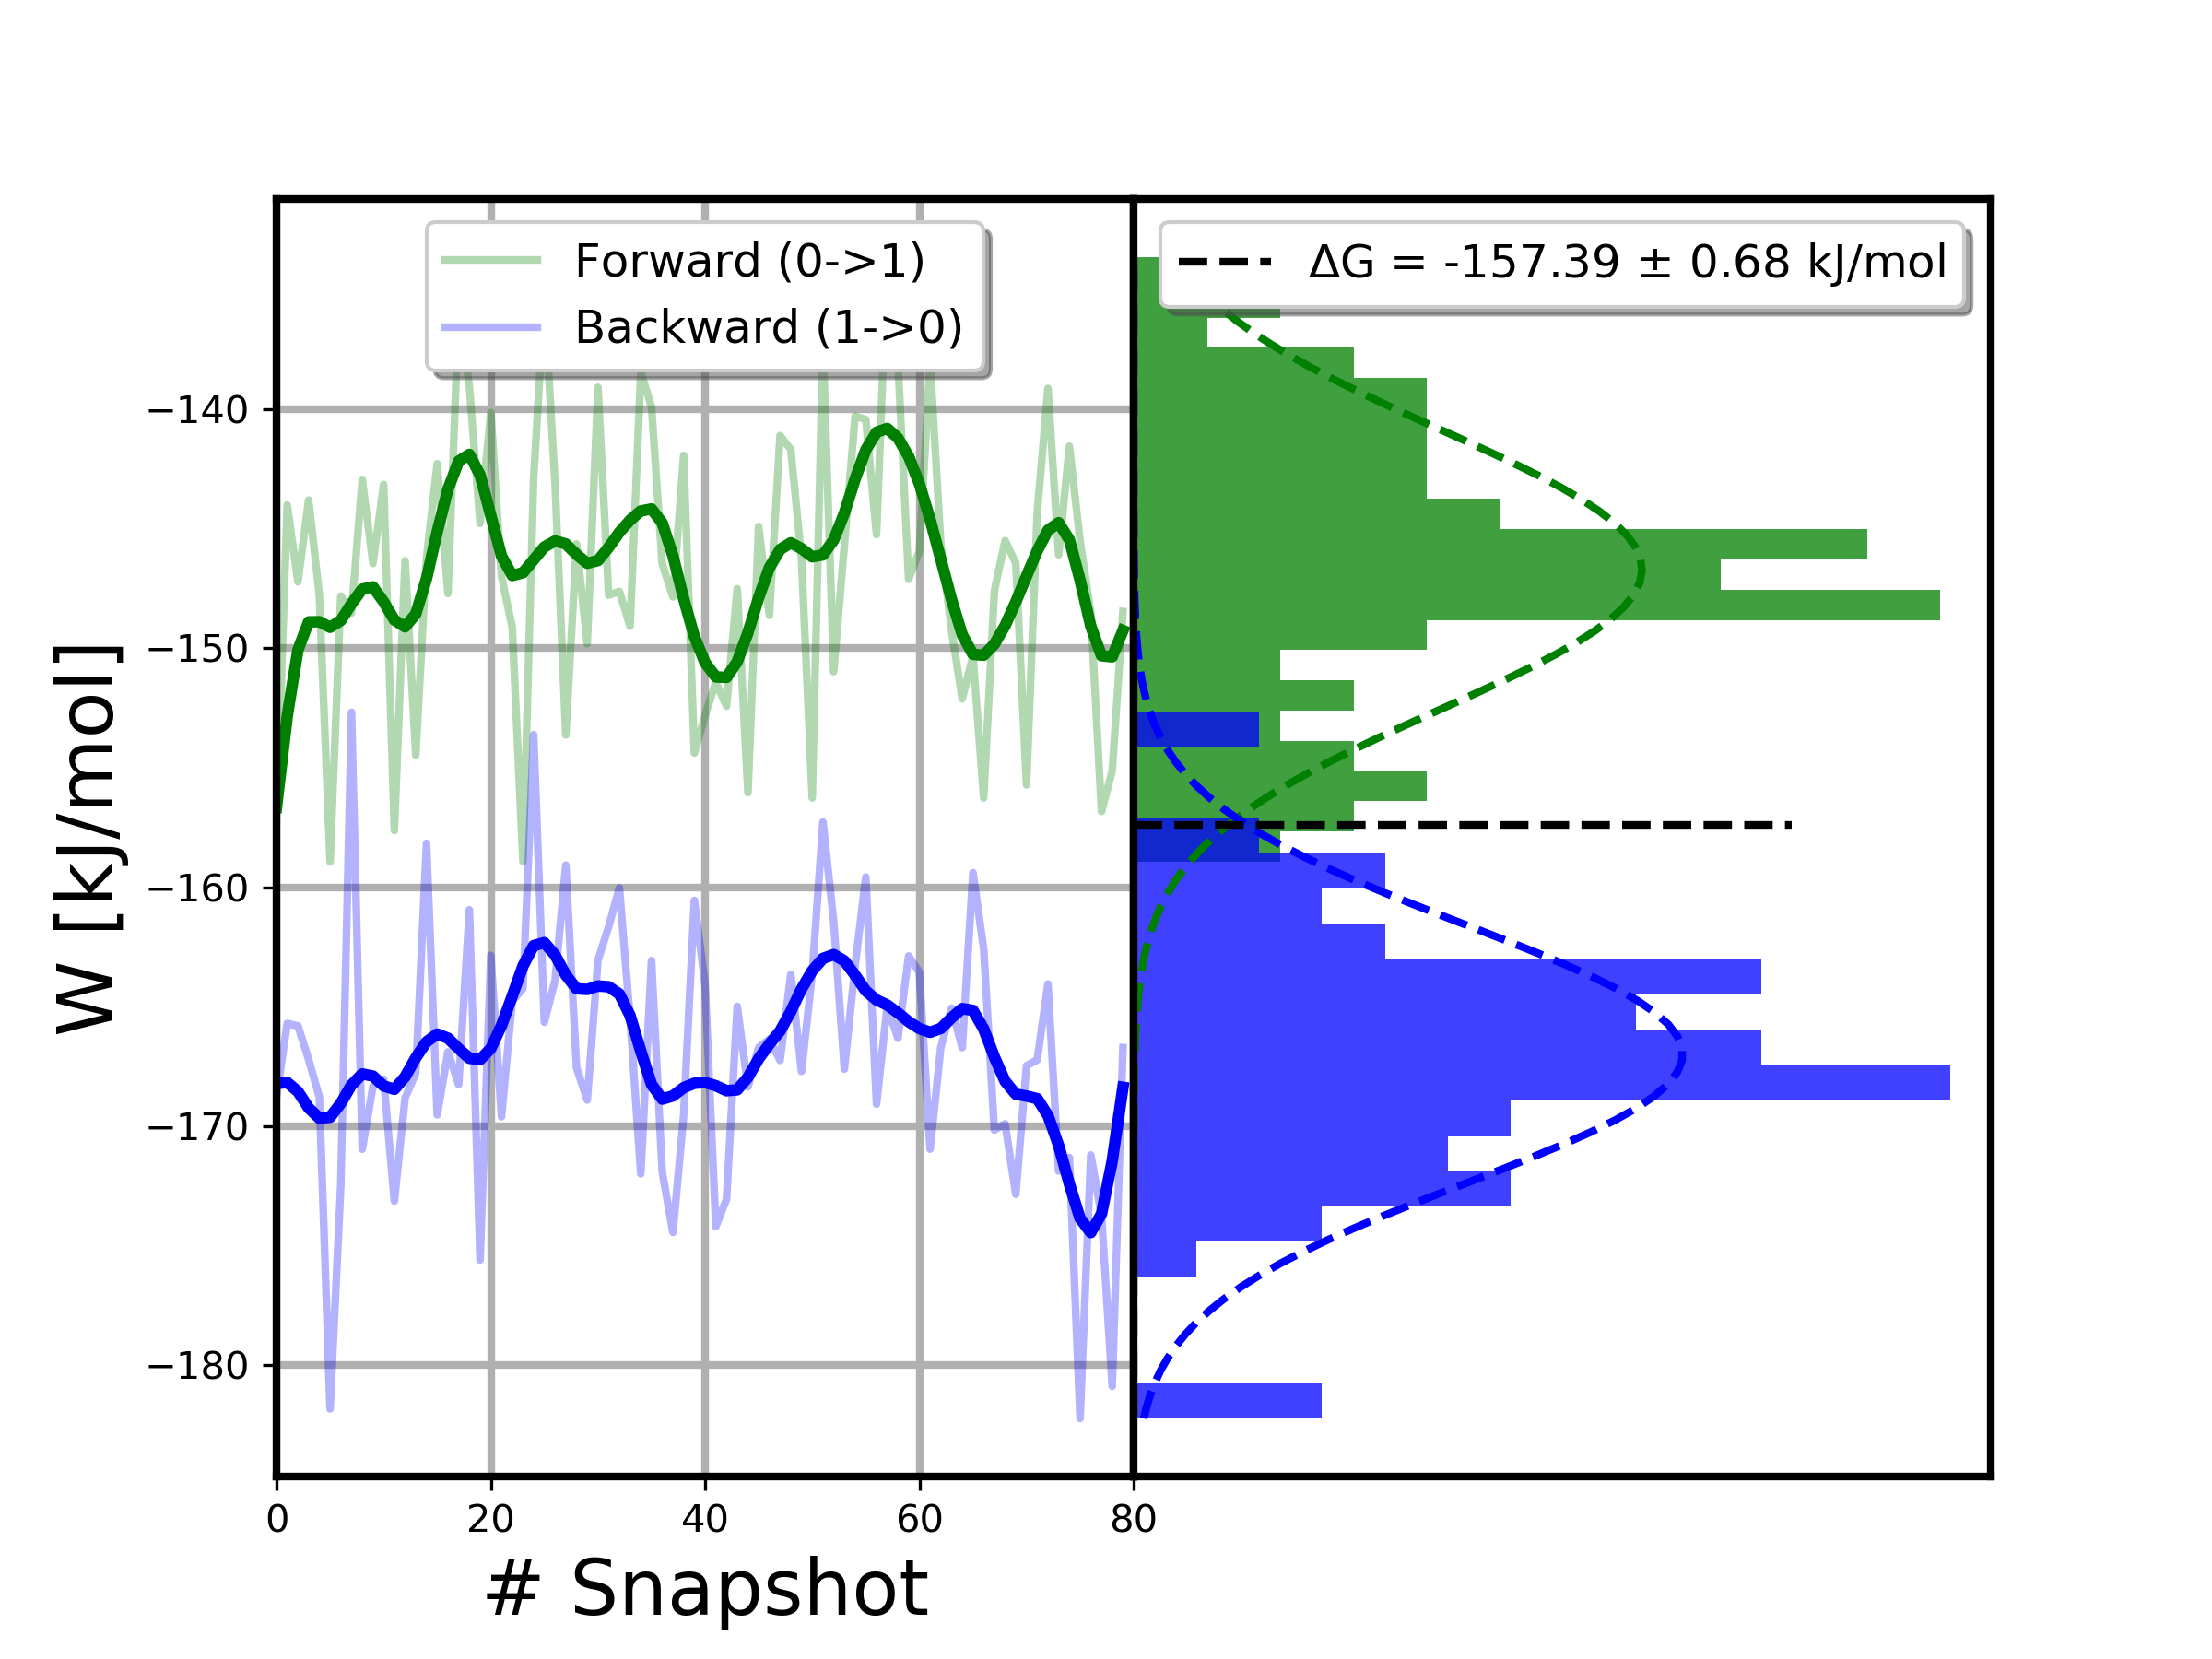 Forward (0->1)
Backward (1->0)
ΔG = -157.39 ± 0.68 kJ/mol
W [kJ/mol]
−140
−150
−160
−170
−180
0 20 40 60 80
# Snapshot